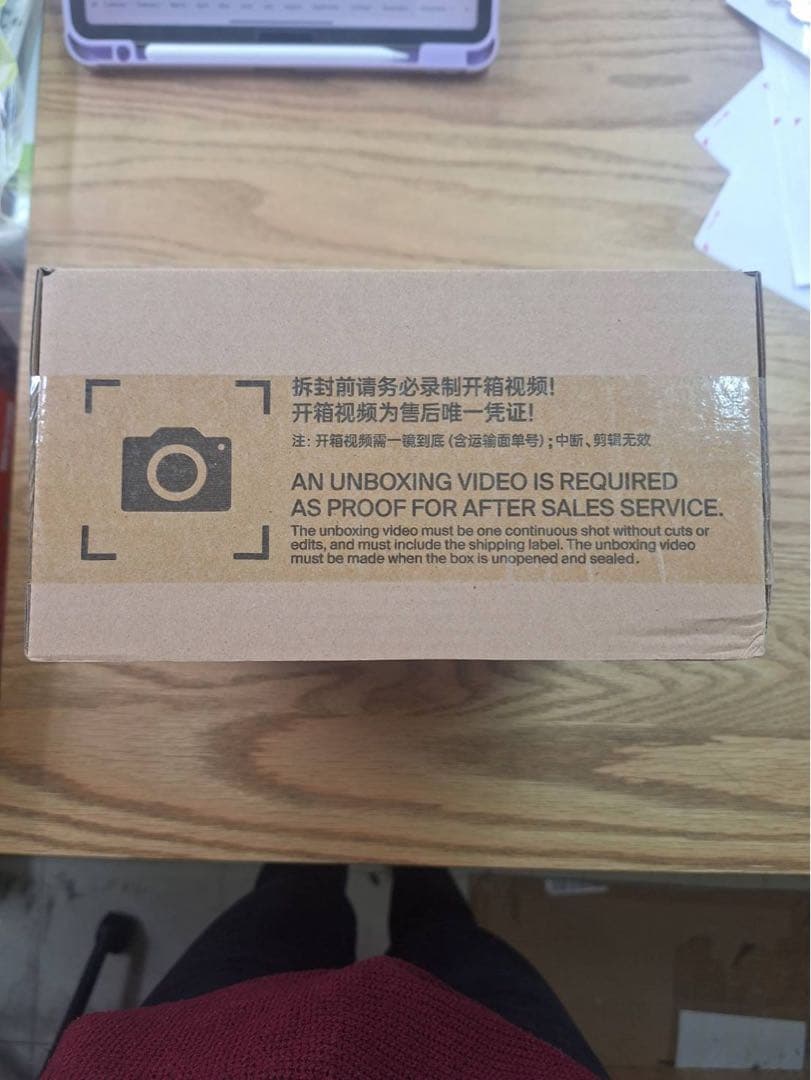 拆封前请务必录制开箱视频!
开箱视频为售后唯一凭证!
注: 开箱视频需一镜到底 (含运输面单号) ; 中断、剪辑无效
AN UNBOXING VIDEO IS REQUIRED
AS PROOF FOR AFTER SALES SERVICE.
The unboxing video must be one continuous shot without cuts or
edits, and must include the shipping label. The unboxing video
must be made when the box is unopened and sealed.